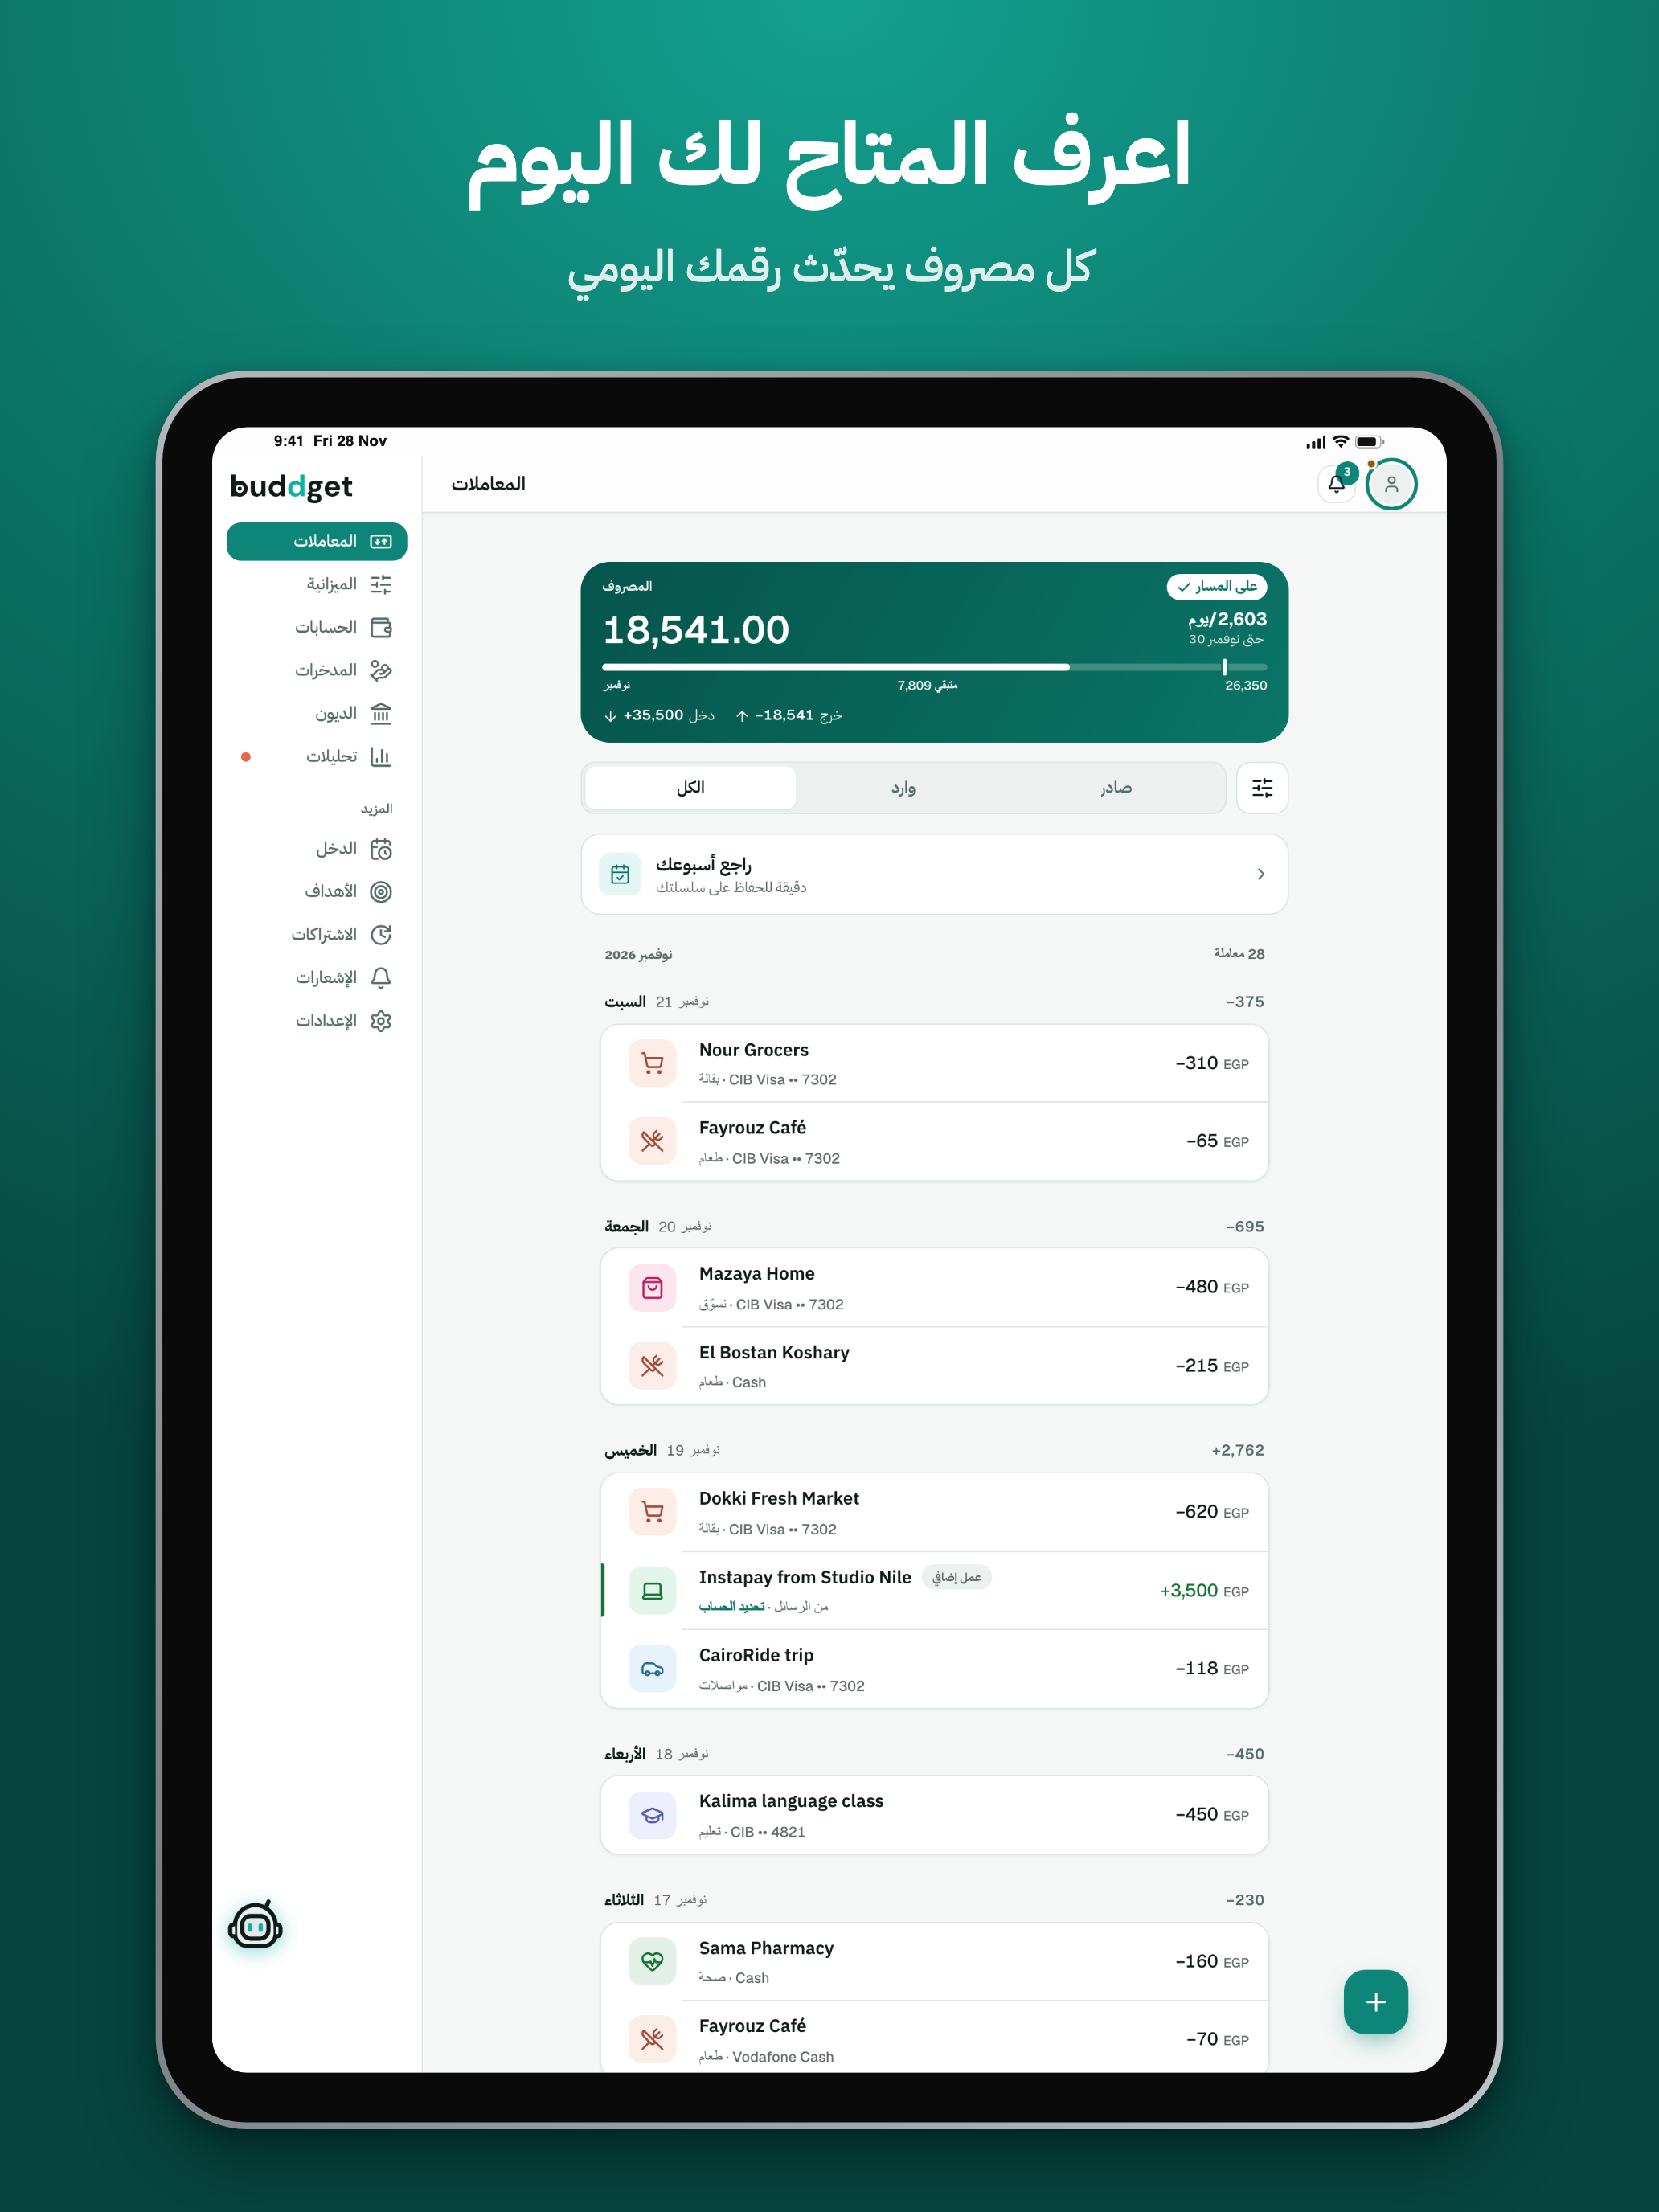 اعرف المتاح لك اليوم
كل مصروف يحدّث رقمك اليومي
9:41 Fri 28 Nov
buddget
المعاملات
3
المعاملات
الميزانية
الحسابات
المدخرات
الديون
تحليلات
المزيد
الدخل
الأهداف
الاشتراكات
الإشعارات
الإعدادات
المصروف
على المسار
18,541.00
2,603/يوم
حتى نوفمبر 30
نوفمبر
متبقي 7,809
26,350
+35,500 دخل
−18,541 خرج
الكل
وارد
صادر
راجع أسبوعك
دقيقة للحفاظ على سلسلتك
نوفمبر 2026
28 معاملة
السبت 21 نوفمبر
−375
Nour Grocers
−310 EGP
بقالة · CIB Visa •• 7302
Fayrouz Café
−65 EGP
طعام · CIB Visa •• 7302
الجمعة 20 نوفمبر
−695
Mazaya Home
−480 EGP
تسوّق · CIB Visa •• 7302
El Bostan Koshary
−215 EGP
طعام · Cash
الخميس 19 نوفمبر
+2,762
Dokki Fresh Market
−620 EGP
بقالة · CIB Visa •• 7302
Instapay from Studio Nile عمل إضافي
+3,500 EGP
من الرسائل · تحديد الحساب
CairoRide trip
−118 EGP
مواصلات · CIB Visa •• 7302
الأربعاء 18 نوفمبر
−450
Kalima language class
−450 EGP
تعليم · CIB •• 4821
الثلاثاء 17 نوفمبر
−230
Sama Pharmacy
−160 EGP
صحة · Cash
Fayrouz Café
−70 EGP
طعام · Vodafone Cash